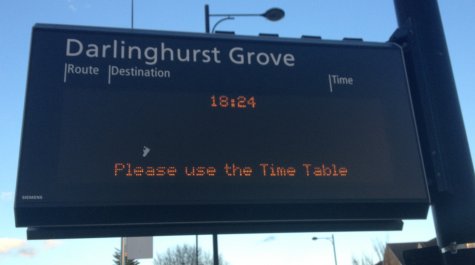 Darlinghurst Grove
Route Destination Time
18:24
Please use the Time Table
SIEMENS